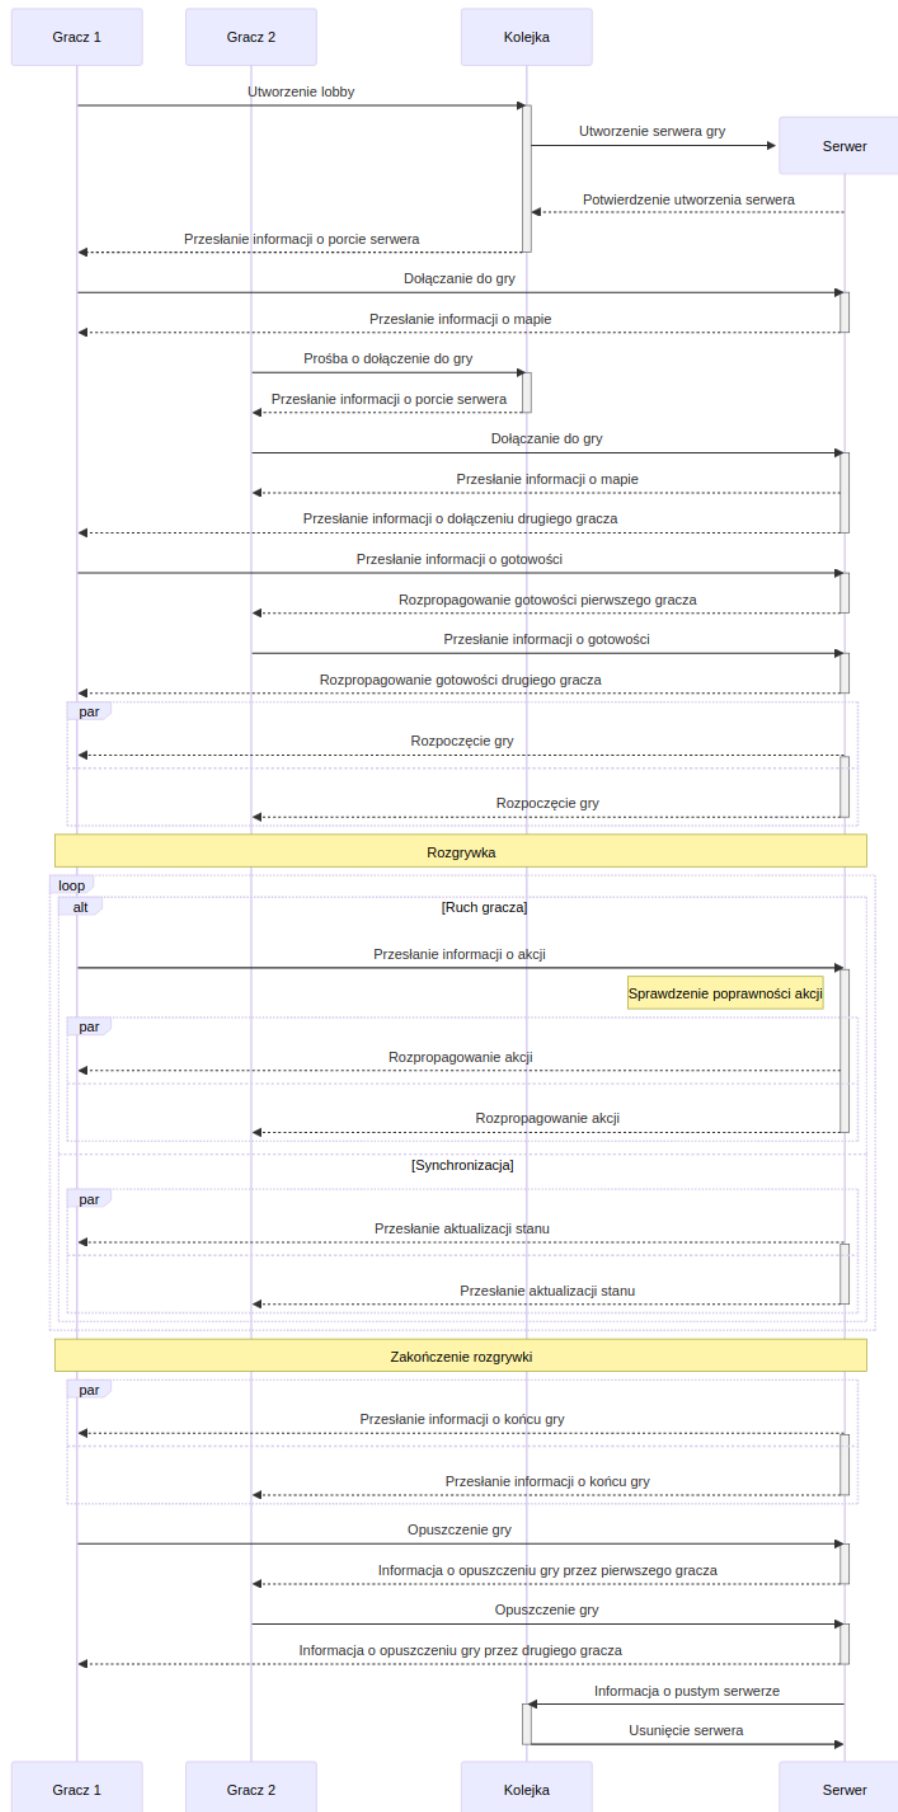 Gracz 1
Gracz 2
Kolejka
Utworzenie lobby
Utworzenie serwera gry
Serwer
Potwierdzenie utworzenia serwera
Przesłanie informacji o porcie serwera
Dołączanie do gry
Przesłanie informacji o mapie
Prośba o dołączenie do gry
Przesłanie informacji o porcie serwera
Dołączanie do gry
Przesłanie informacji o mapie
Przesłanie informacji o dołączeniu drugiego gracza
Przesłanie informacji o gotowości
Rozpropagowanie gotowości pierwszego gracza
Przesłanie informacji o gotowości
Rozpropagowanie gotowości drugiego gracza
par
Rozpoczęcie gry
Rozpoczęcie gry
Rozgrywka
loop
alt
[Ruch gracza]
Przesłanie informacji o akcji
Sprawdzenie poprawności akcji
par
Rozpropagowanie akcji
Rozpropagowanie akcji
[Synchronizacja]
par
Przesłanie aktualizacji stanu
Przesłanie aktualizacji stanu
Zakończenie rozgrywki
par
Przesłanie informacji o końcu gry
Przesłanie informacji o końcu gry
Opuszczenie gry
Informacja o opuszczeniu gry przez pierwszego gracza
Opuszczenie gry
Informacja o opuszczeniu gry przez drugiego gracza
Informacja o pustym serwerze
Usunięcie serwera
Gracz 1
Gracz 2
Kolejka
Serwer